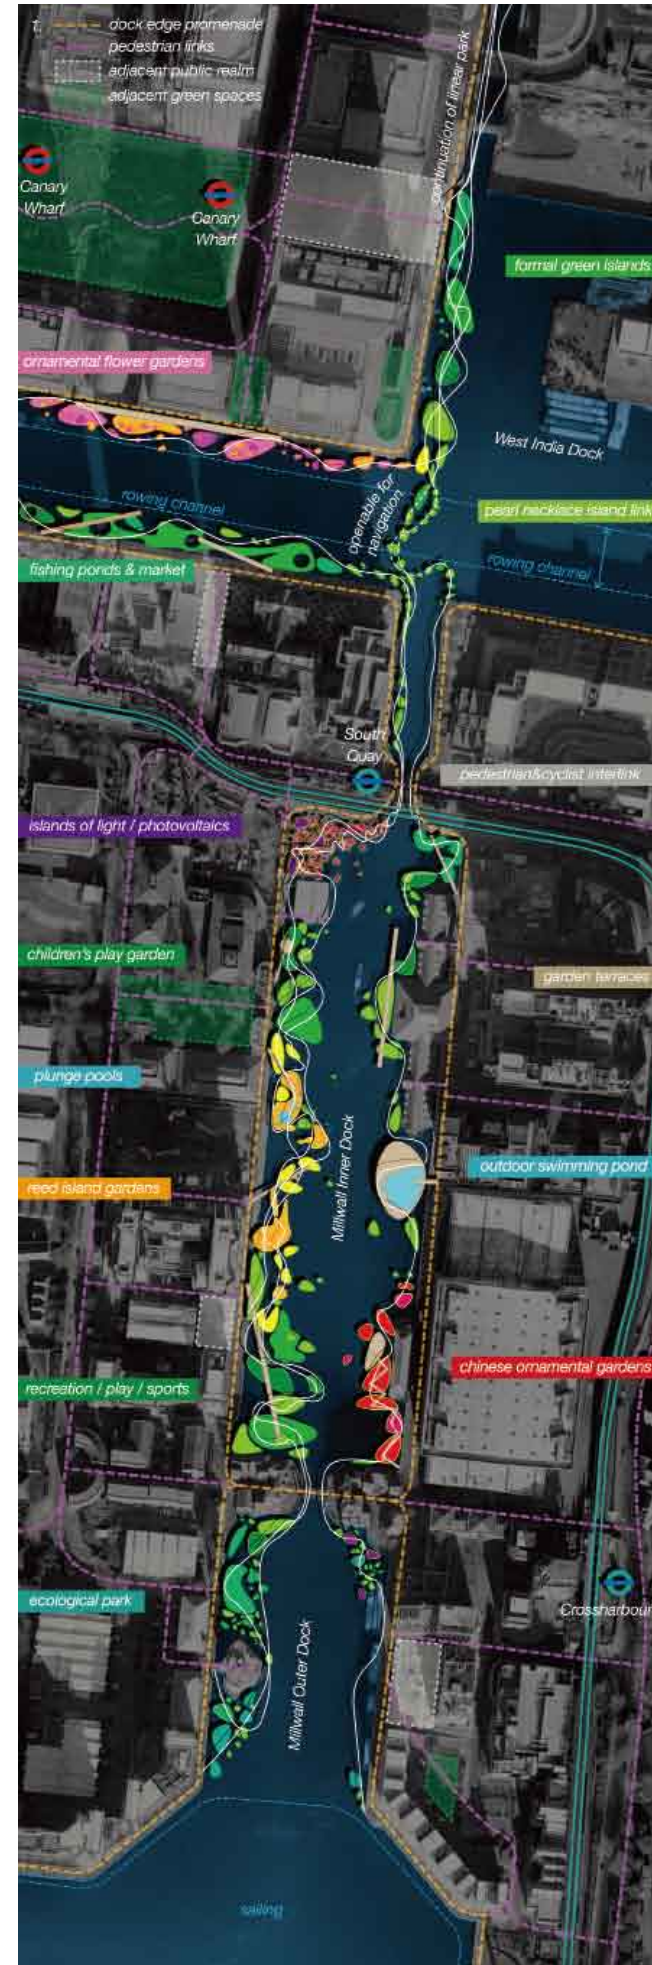 dock edge promenade
pedestrian links
adjacent public realm
adjacent green spaces
continuation of linear park
Canary
Wharf
Canary
Wharf
formal green islands
ornamental flower gardens
West India Dock
rowing channel
openable for
navigation
pearl necklace island link
rowing channel
fishing ponds & market
South
Quay
pedestrian&cyclist interlink
islands of light / photovoltaics
children's play garden
garden terraces
plunge pools
Millwall Inner Dock
outdoor swimming pond
reed island gardens
chinese ornamental gardens
recreation / play / sports
ecological park
Crossharbour
Millwall Outer Dock